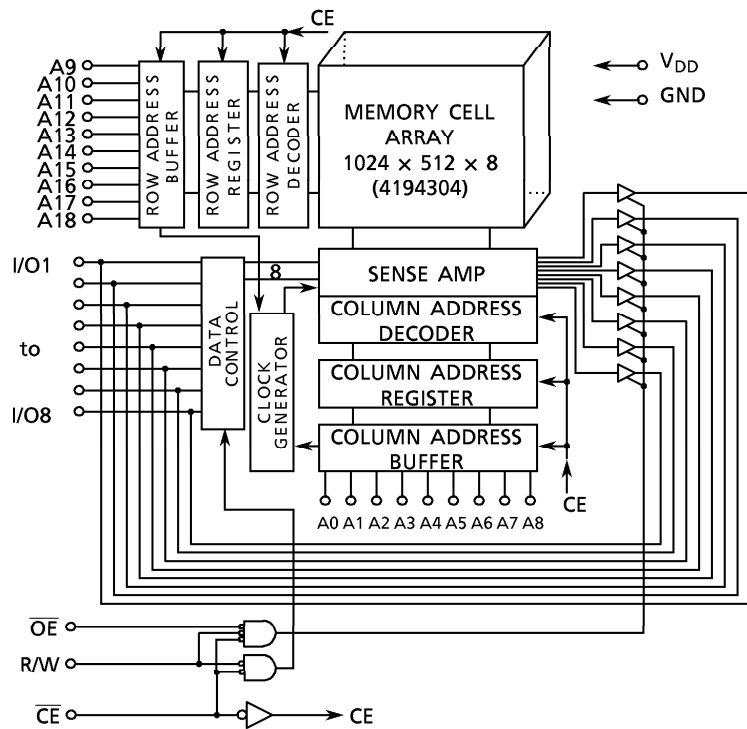 CE
A9
A10
A11
A12
A13
A14
A15
A16
A17
A18
ROW ADDRESS
BUFFER
ROW ADDRESS
REGISTER
ROW ADDRESS
DECODER
MEMORY CELL
ARRAY
1024 × 512 × 8
(4194304)
VDD
GND
I/O1
to
I/O8
DATA
CONTROL
8
CLOCK
GENERATOR
SENSE AMP
COLUMN ADDRESS
DECODER
COLUMN ADDRESS
REGISTER
COLUMN ADDRESS
BUFFER
CE
A0 A1 A2 A3 A4 A5 A6 A7 A8
O̅E̅
R/W
C̅E̅
CE